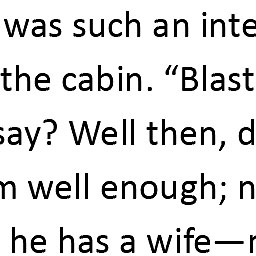 was such an inte
the cabin. “Blast
say? Well then, d
m well enough; n
he has a wife—r